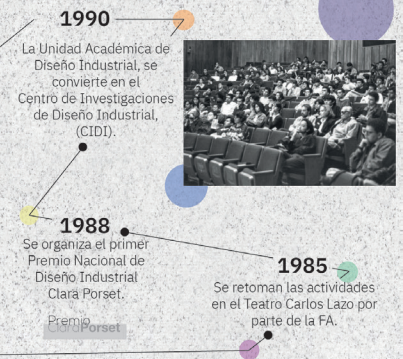 1990
La Unidad Académica de
Diseño Industrial, se
convierte en el
Centro de Investigaciones
de Diseño Industrial,
(CIDI).
1988
Se organiza el primer
Premio Nacional de
Diseño Industrial
Clara Porset.
Premio
ClaraPorset
1985
Se retoman las actividades
en el Teatro Carlos Lazo por
parte de la FA.